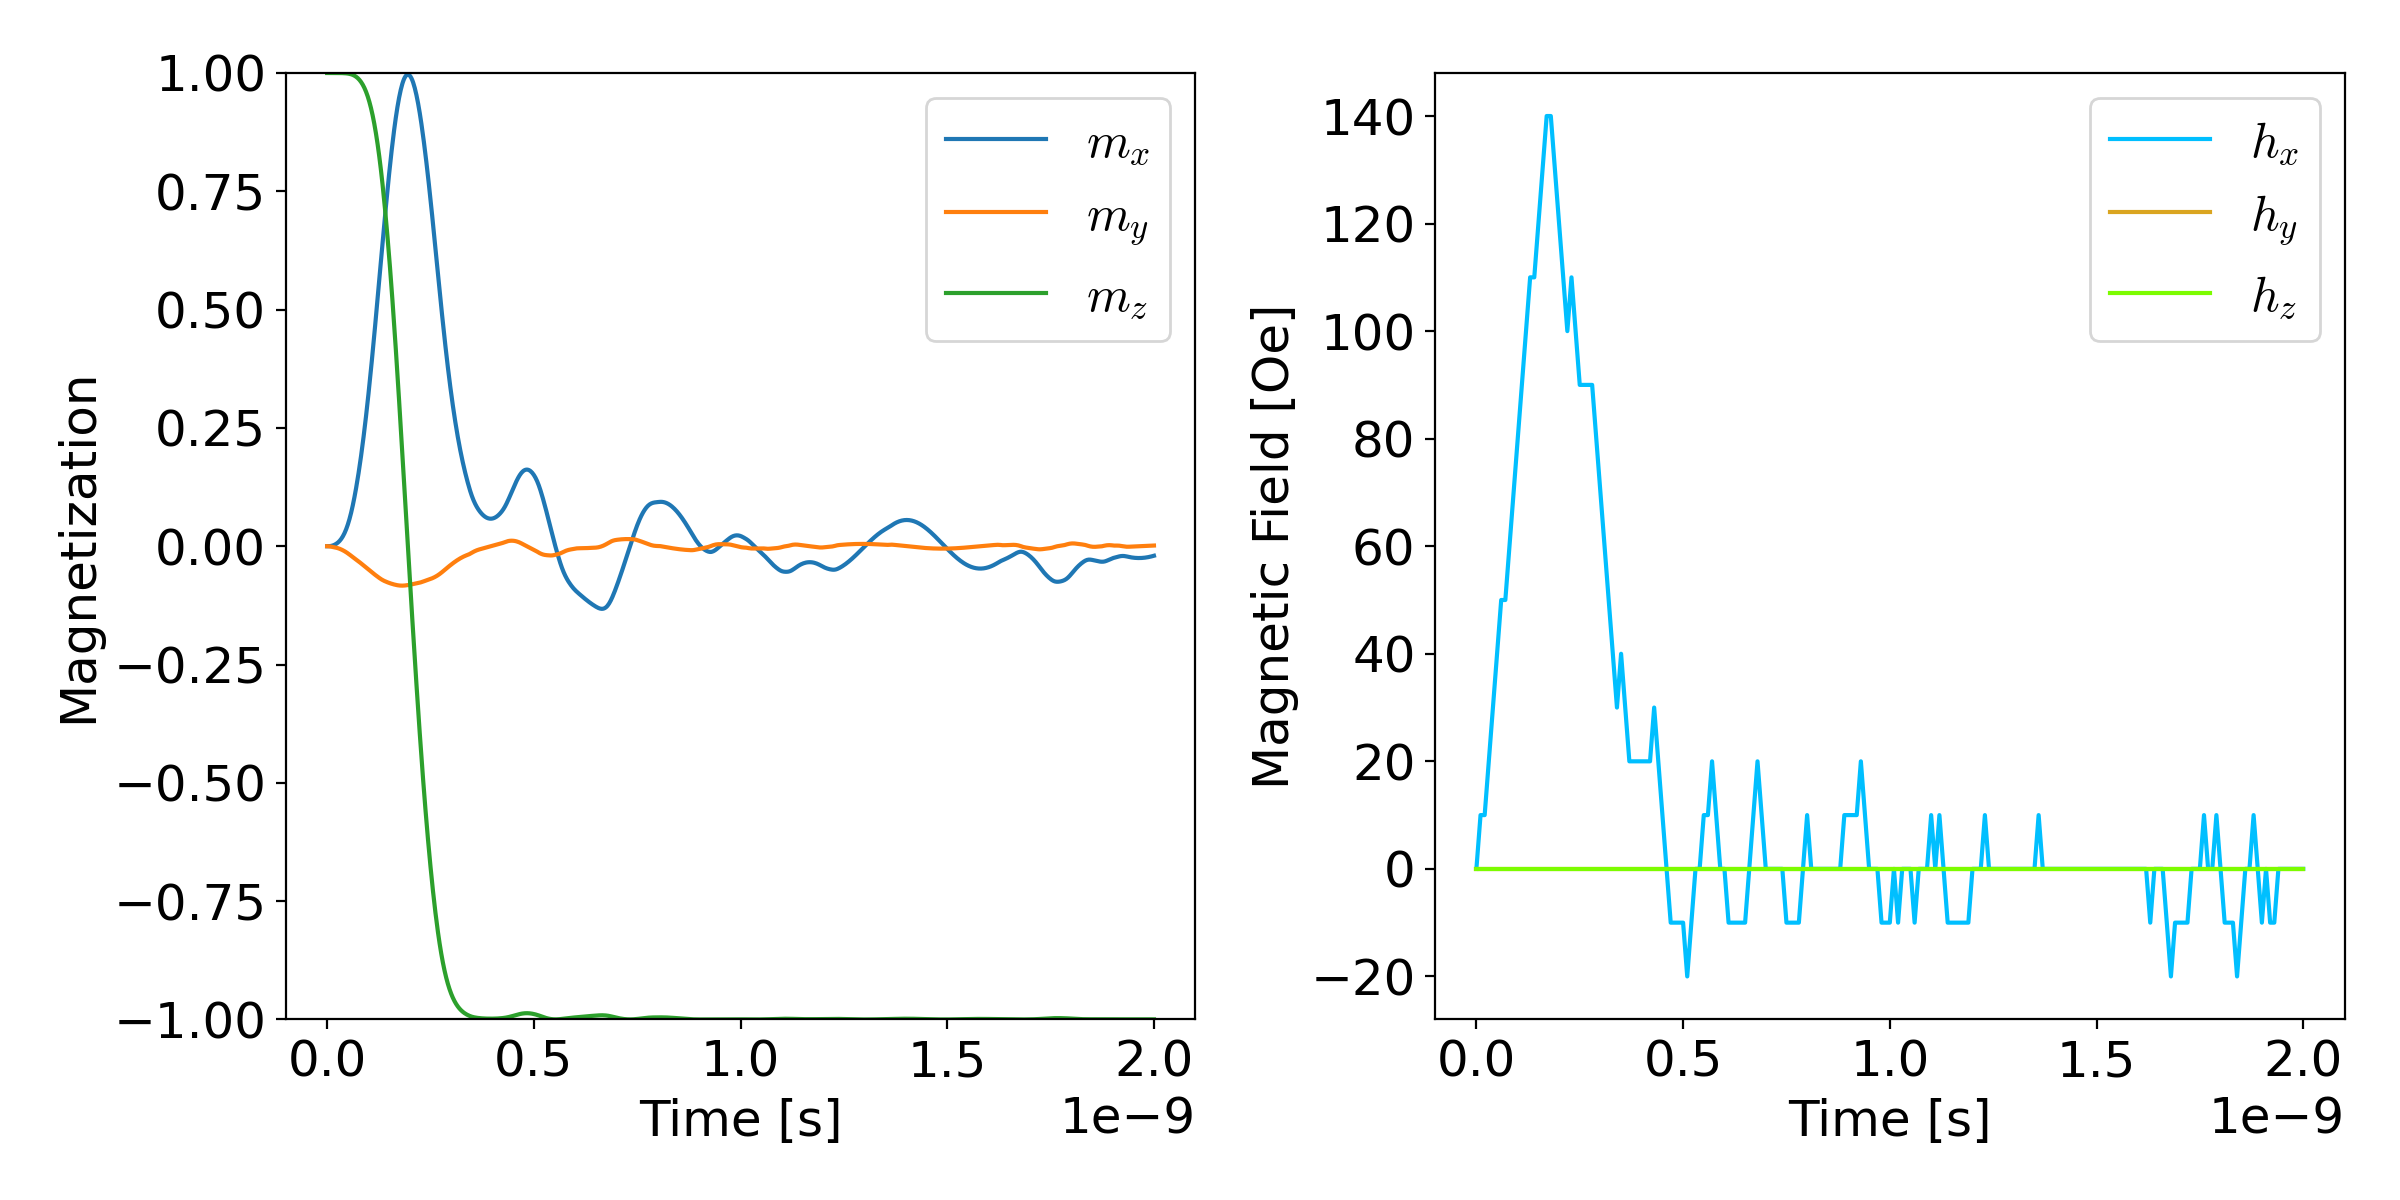 Magnetization
1.00
0.75
0.50
0.25
0.00
−0.25
−0.50
−0.75
−1.00
0.0 0.5 1.0 1.5 2.0
Time [s]
1e−9
m_x
m_y
m_z
Magnetic Field [Oe]
140
120
100
80
60
40
20
0
−20
0.0 0.5 1.0 1.5 2.0
Time [s]
1e−9
h_x
h_y
h_z